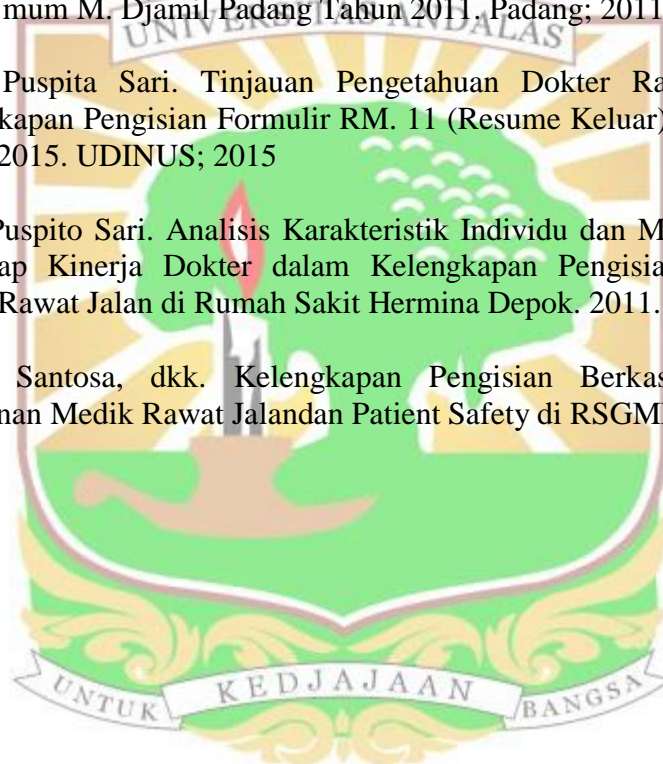 mum M. Djamil Padang Tahun 2011. Padang; 2011
UNIVERSITAS ANDALAS
Puspita Sari. Tinjauan Pengetahuan Dokter Ra
kapan Pengisian Formulir RM. 11 (Resume Keluar)
2015. UDINUS; 2015
Puspito Sari. Analisis Karakteristik Individu dan M
ap Kinerja Dokter dalam Kelengkapan Pengisia
Rawat Jalan di Rumah Sakit Hermina Depok. 2011.
Santosa, dkk. Kelengkapan Pengisian Berkas
nan Medik Rawat Jalandan Patient Safety di RSGM
UNTUK KEDJAJAAN BANGSA